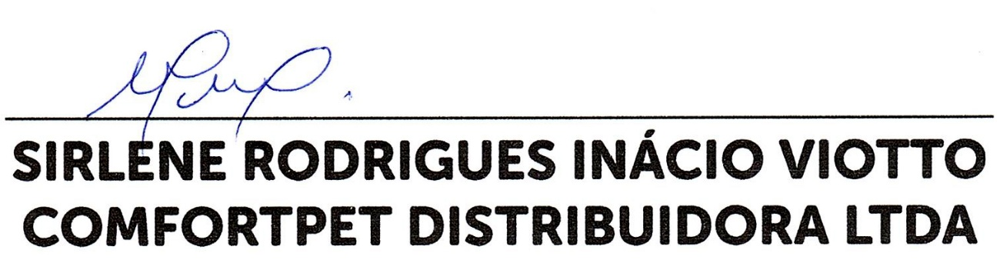 SIRLENE RODRIGUES INÁCIO VIOTTO
COMFORTPET DISTRIBUIDORA LTDA